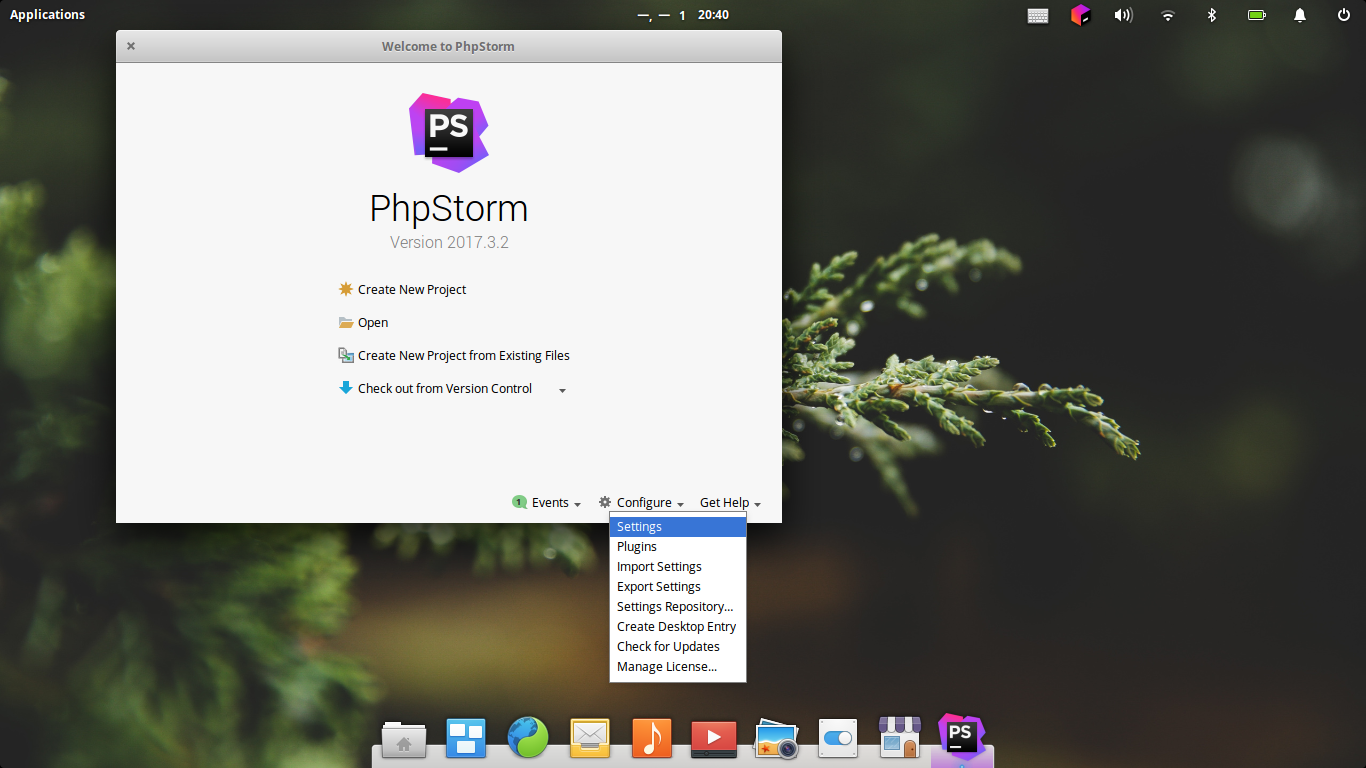 Applications
—, — 1 20:40
Welcome to PhpStorm
PS
PhpStorm
Version 2017.3.2
Create New Project
Open
Create New Project from Existing Files
Check out from Version Control
1 Events Configure Get Help
Settings
Plugins
Import Settings
Export Settings
Settings Repository...
Create Desktop Entry
Check for Updates
Manage License...
PS